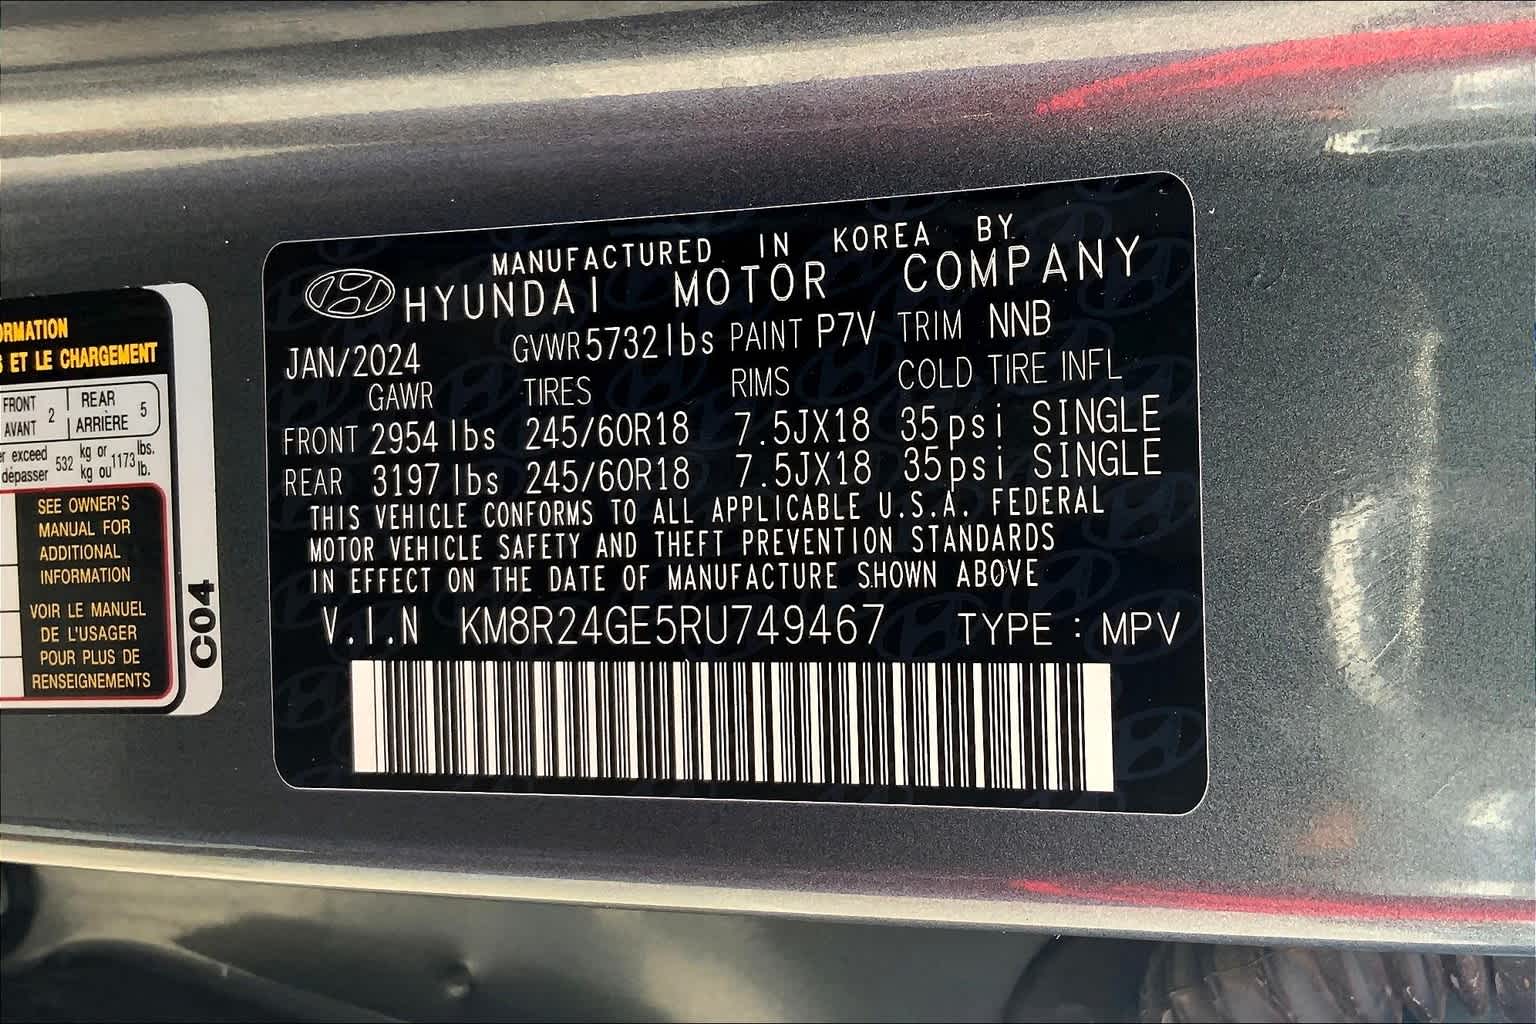 ORMATION
S ET LE CHARGEMENT
FRONT 2 REAR 5
AVANT ARRIÈRE
er exceed 532 kg or 1173 lbs.
dépasser kg ou lb.
SEE OWNER'S
MANUAL FOR
ADDITIONAL
INFORMATION
VOIR LE MANUEL
DE L'USAGER
POUR PLUS DE
RENSEIGNEMENTS
C04
MANUFACTURED IN KOREA BY
HYUNDAI MOTOR COMPANY
JAN/2024 GVWR 5732 lbs PAINT P7V TRIM NNB
GAWR TIRES RIMS COLD TIRE INFL
FRONT 2954 lbs 245/60R18 7.5JX18 35psi SINGLE
REAR 3197 lbs 245/60R18 7.5JX18 35psi SINGLE
THIS VEHICLE CONFORMS TO ALL APPLICABLE U.S.A. FEDERAL
MOTOR VEHICLE SAFETY AND THEFT PREVENTION STANDARDS
IN EFFECT ON THE DATE OF MANUFACTURE SHOWN ABOVE
V.I.N KM8R24GE5RU749467 TYPE : MPV